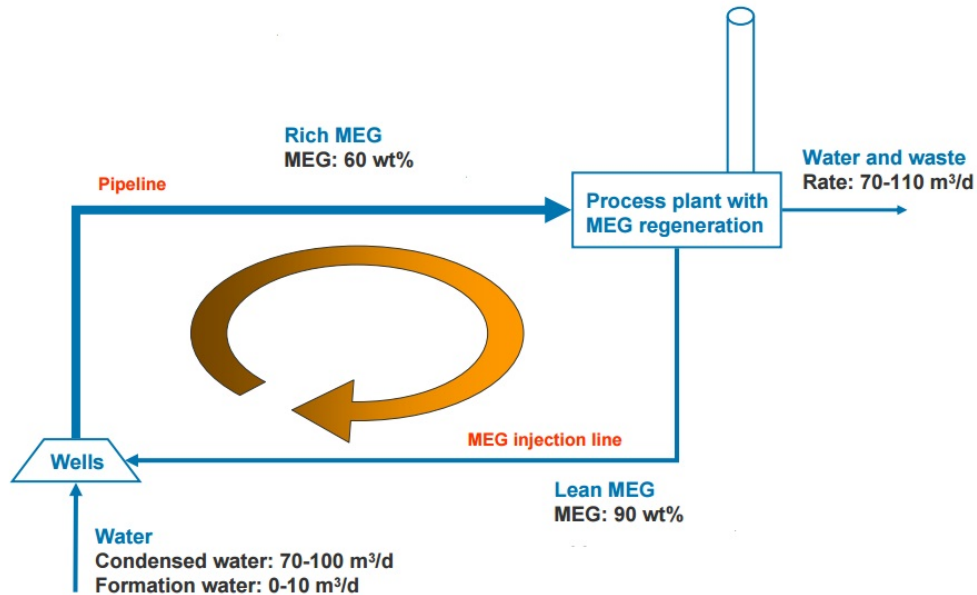 Rich MEG
MEG: 60 wt%
Pipeline
Water and waste
Rate: 70-110 m³/d
Process plant with
MEG regeneration
MEG injection line
Wells
Lean MEG
MEG: 90 wt%
Water
Condensed water: 70-100 m³/d
Formation water: 0-10 m³/d